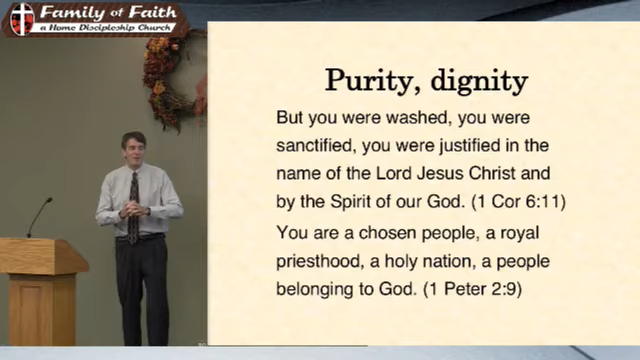 Family of Faith
a Home Discipleship Church
Purity, dignity
But you were washed, you were
sanctified, you were justified in the
name of the Lord Jesus Christ and
by the Spirit of our God. (1 Cor 6:11)
You are a chosen people, a royal
priesthood, a holy nation, a people
belonging to God. (1 Peter 2:9)